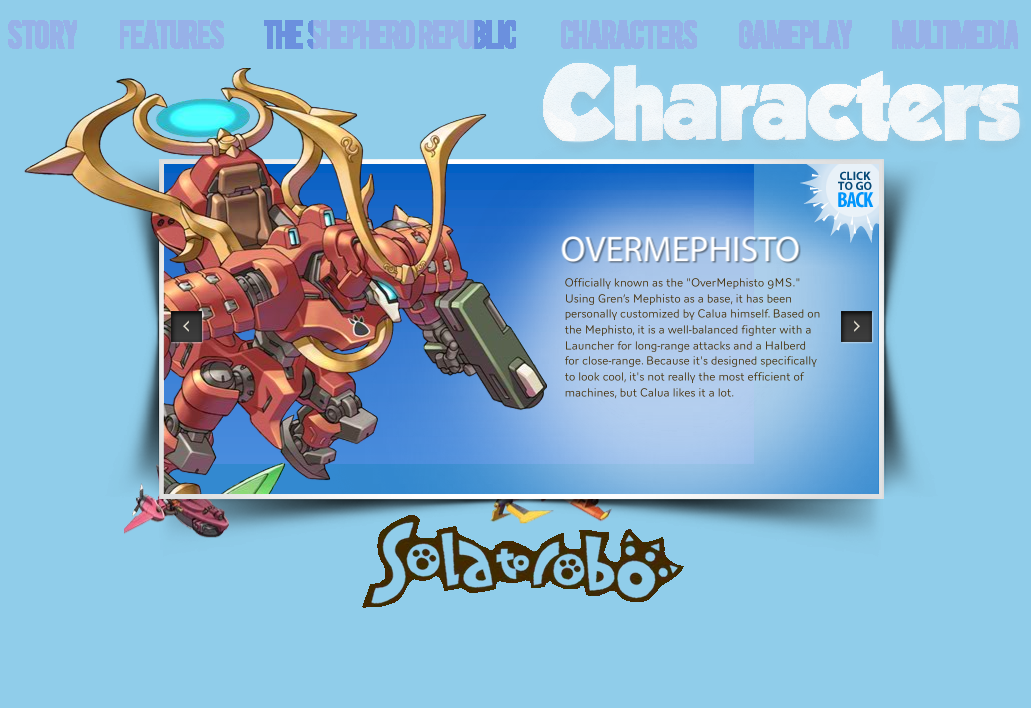 STORY FEATURES THE SHEPHERD REPUBLIC CHARACTERS GAMEPLAY MULTIMEDIA
Characters
CLICK
TO GO
BACK
OVERMEPHISTO
Officially known as the "OverMephisto 9MS."
Using Gren's Mephisto as a base, it has been
personally customized by Calua himself. Based on
the Mephisto, it is a well-balanced fighter with a
Launcher for long-range attacks and a Halberd
for close-range. Because it's designed specifically
to look cool, it's not really the most efficient of
machines, but Calua likes it a lot.
Solatorobo